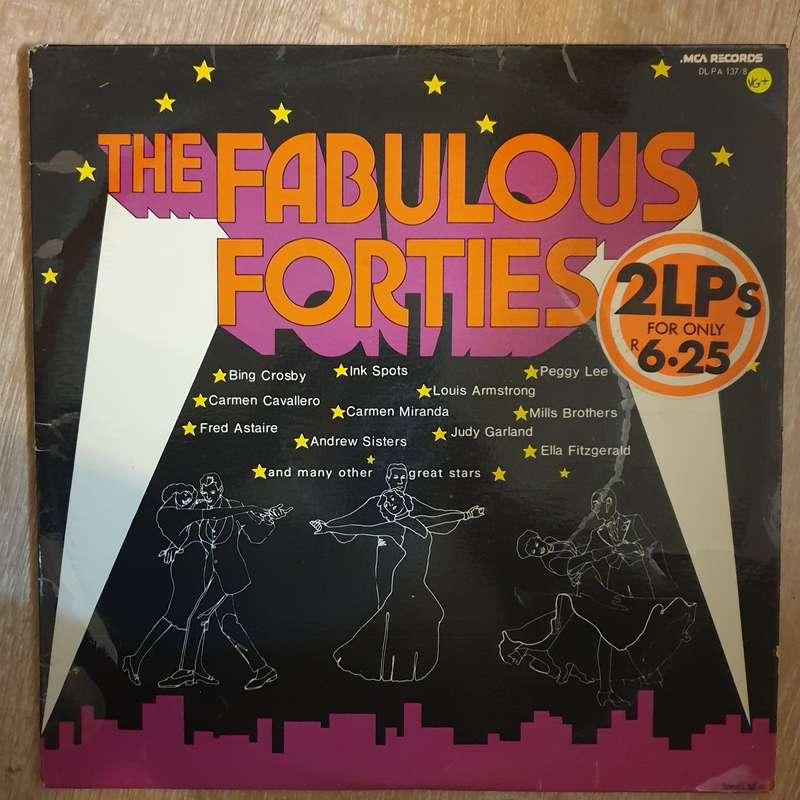 .MCA RECORDS
DLPA 137/8
VG+
THE FABULOUS
FORTIES
2LPs
FOR ONLY
R6·25
Bing Crosby
Ink Spots
Peggy Lee
Carmen Cavallero
Louis Armstrong
Carmen Miranda
Mills Brothers
Fred Astaire
Andrew Sisters
Judy Garland
Ella Fitzgerald
and many other great stars